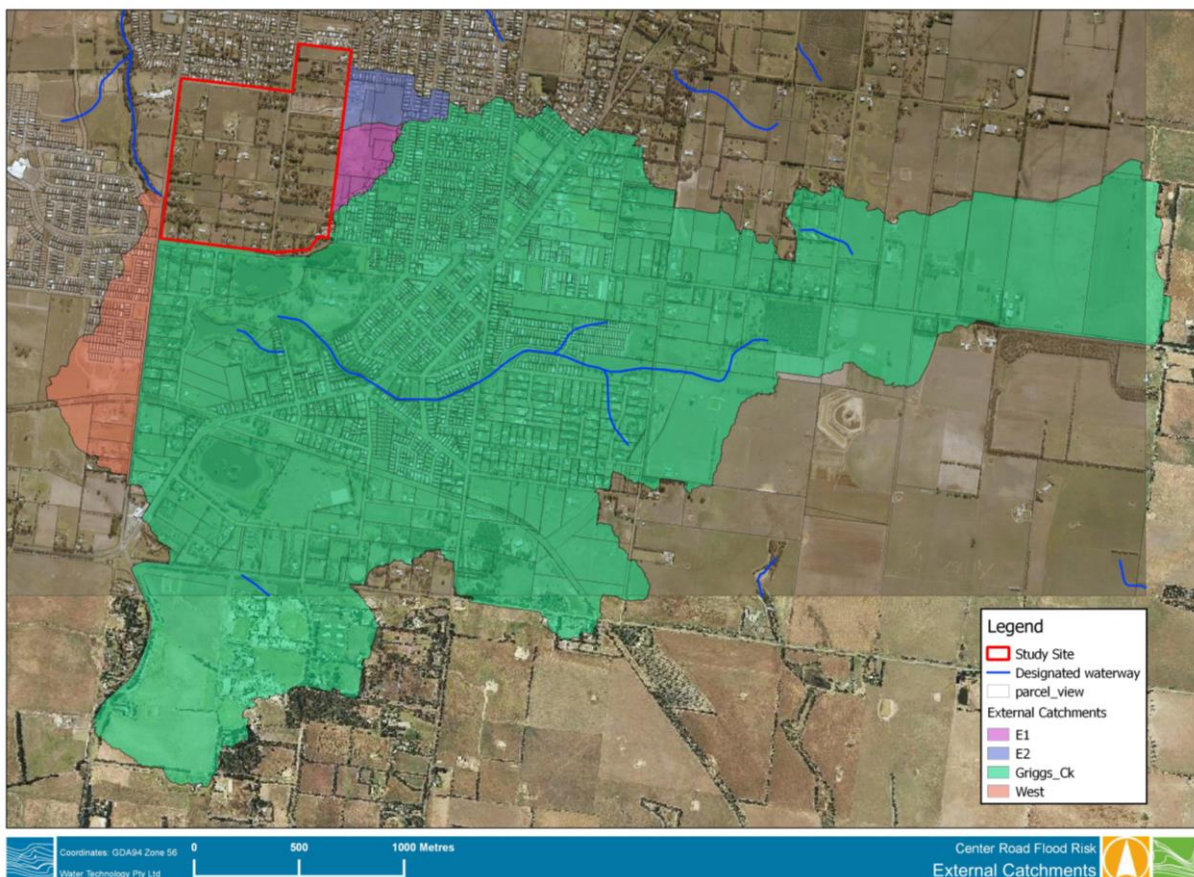 Legend
Study Site
Designated waterway
parcel_view
External Catchments
E1
E2
Griggs_Ck
West
Coordinates: GDA94 Zone 56
Water Technology Pty Ltd
0 500 1000 Metres
Center Road Flood Risk
External Catchments